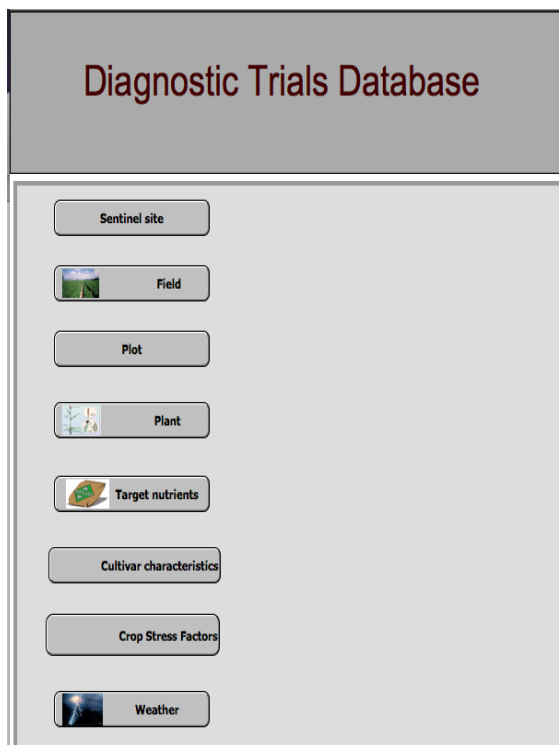 Diagnostic Trials Database
Sentinel site
Field
Plot
Plant
Target nutrients
Cultivar characteristics
Crop Stress Factors
Weather